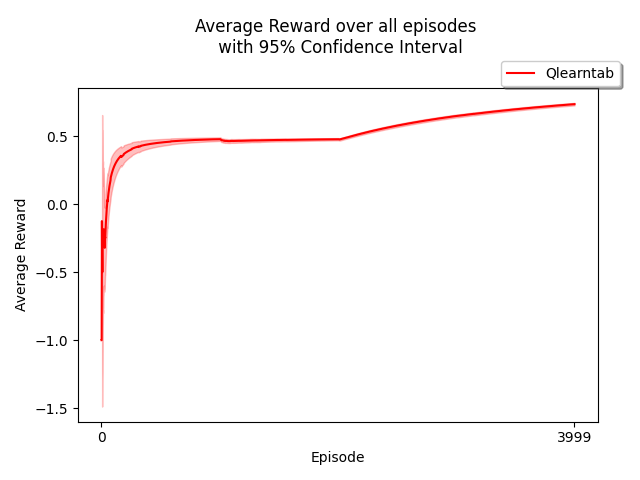 Average Reward over all episodes
with 95% Confidence Interval
Qlearntab
Average Reward
0.5
0.0
−0.5
−1.0
−1.5
0
3999
Episode